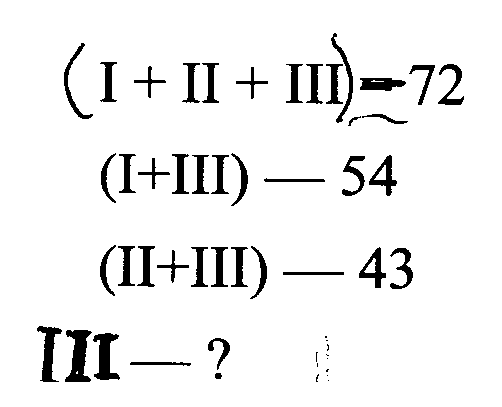 (I + II + III) — 72
(I+III) — 54
(II+III) — 43
III — ?